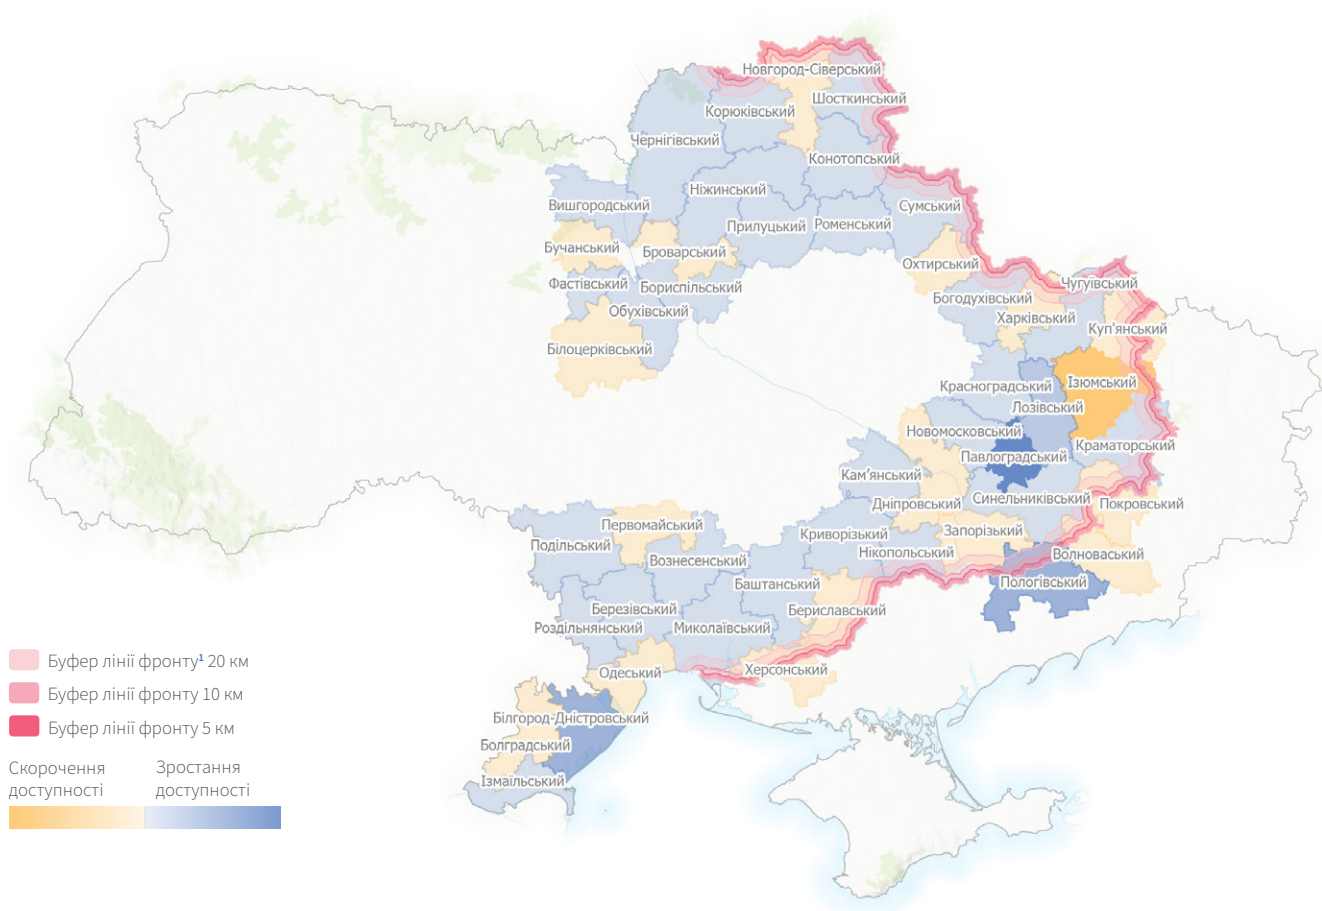 Новгород-Сіверський
Шосткинський
Корюківський
Чернігівський
Конотопський
Ніжинський
Вишгородський
Сумський
Прилуцький
Роменський
Бучанський
Броварський
Охтирський
Фастівський
Бориспільський
Чугуївський
Богодухівський
Обухівський
Харківський
Куп'янський
Білоцерківський
Ізюмський
Красноградський
Лозівський
Новомосковський
Краматорський
Павлоградський
Кам'янський
Синельниківський
Дніпровський
Покровський
Первомайський
Запорізький
Криворізький
Подільський
Нікопольський
Волноваський
Вознесенський
Баштанський
Пологівський
Березівський
Бериславський
Роздільнянський
Миколаївський
Одеський
Херсонський
Білгород-Дністровський
Болградський
Ізмаїльський
Буфер лінії фронту¹ 20 км
Буфер лінії фронту 10 км
Буфер лінії фронту 5 км
Скорочення
доступності
Зростання
доступності